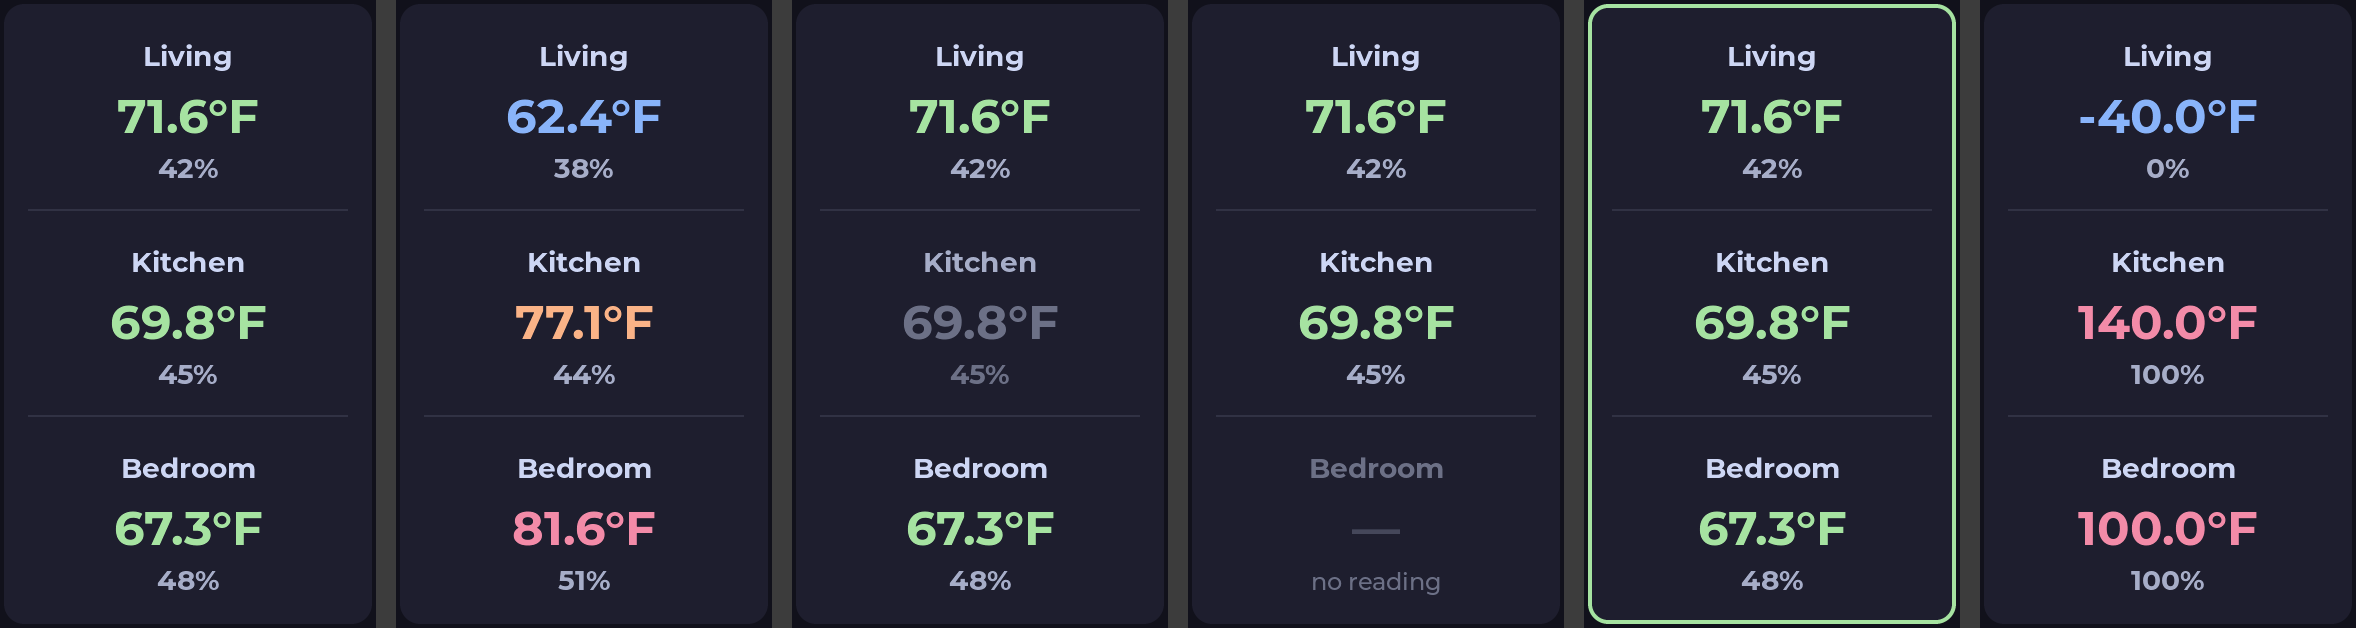 Living
71.6°F
42%
Kitchen
69.8°F
45%
Bedroom
67.3°F
48%
Living
62.4°F
38%
Kitchen
77.1°F
44%
Bedroom
81.6°F
51%
Living
71.6°F
42%
Kitchen
69.8°F
45%
Bedroom
67.3°F
48%
Living
71.6°F
42%
Kitchen
69.8°F
45%
Bedroom
—
no reading
Living
71.6°F
42%
Kitchen
69.8°F
45%
Bedroom
67.3°F
48%
Living
-40.0°F
0%
Kitchen
140.0°F
100%
Bedroom
100.0°F
100%